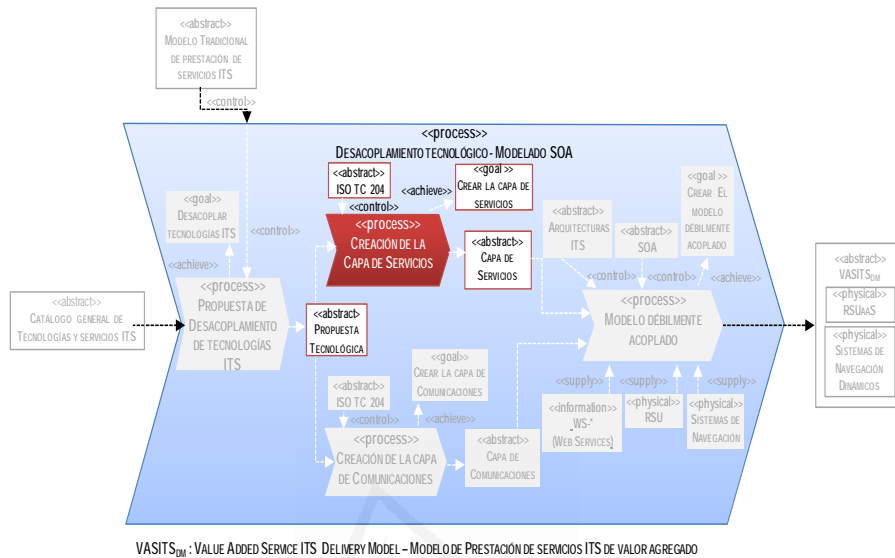 <<abstract>>
MODELO TRADICIONAL
DE PRESTACIÓN DE
SERVICIOS ITS
<<control>>
<<process>>
DESACOPLAMIENTO TECNOLÓGICO - MODELADO SOA
<<goal>>
DESACOPLAR
TECNOLOGÍAS ITS
<<achieve>>
<<control>>
<<abstract>>
CATÁLOGO GENERAL DE
TECNOLOGÍAS Y SERVICIOS ITS
<<process>>
PROPUESTA DE
DESACOPLAMIENTO
DE TECNOLOGÍAS
ITS
<<abstract>>
PROPUESTA
TECNOLÓGICA
<<abstract>>
ISO TC 204
<<control>>
<<achieve>>
<<goal >>
CREAR LA CAPA DE
SERVICIOS
<<process>>
CREACIÓN DE LA
CAPA DE SERVICIOS
<<abstract>>
CAPA DE
SERVICIOS
<<abstract>>
ISO TC 204
<<control>>
<<goal>>
CREAR LA CAPA DE
COMUNICACIONES
<<achieve>>
<<process>>
CREACIÓN DE LA CAPA
DE COMUNICACIONES
<<abstract>>
CAPA DE
COMUNICACIONES
<<abstract>>
ARQUITECTURAS
ITS
<<control>>
<<abstract>>
SOA
<<control>>
<<goal>>
CREAR EL
MODELO
DÉBILMENTE
ACOPLADO
<<achieve>>
<<process>>
MODELO DÉBILMENTE
ACOPLADO
<<supply>>
<<supply>>
<<supply>>
<<information>>
WS-*
(WEB SERVICES)
<<physical>>
RSU
<<physical>>
SISTEMAS DE
NAVEGACIÓN
<<abstract>>
VASITSDM
<<physical>>
RSUAAS
<<physical>>
SISTEMAS DE
NAVEGACIÓN
DINÁMICOS
VASITSDM : VALUE ADDED SERVICE ITS DELIVERY MODEL – MODELO DE PRESTACIÓN DE SERVICIOS ITS DE VALOR AGREGADO